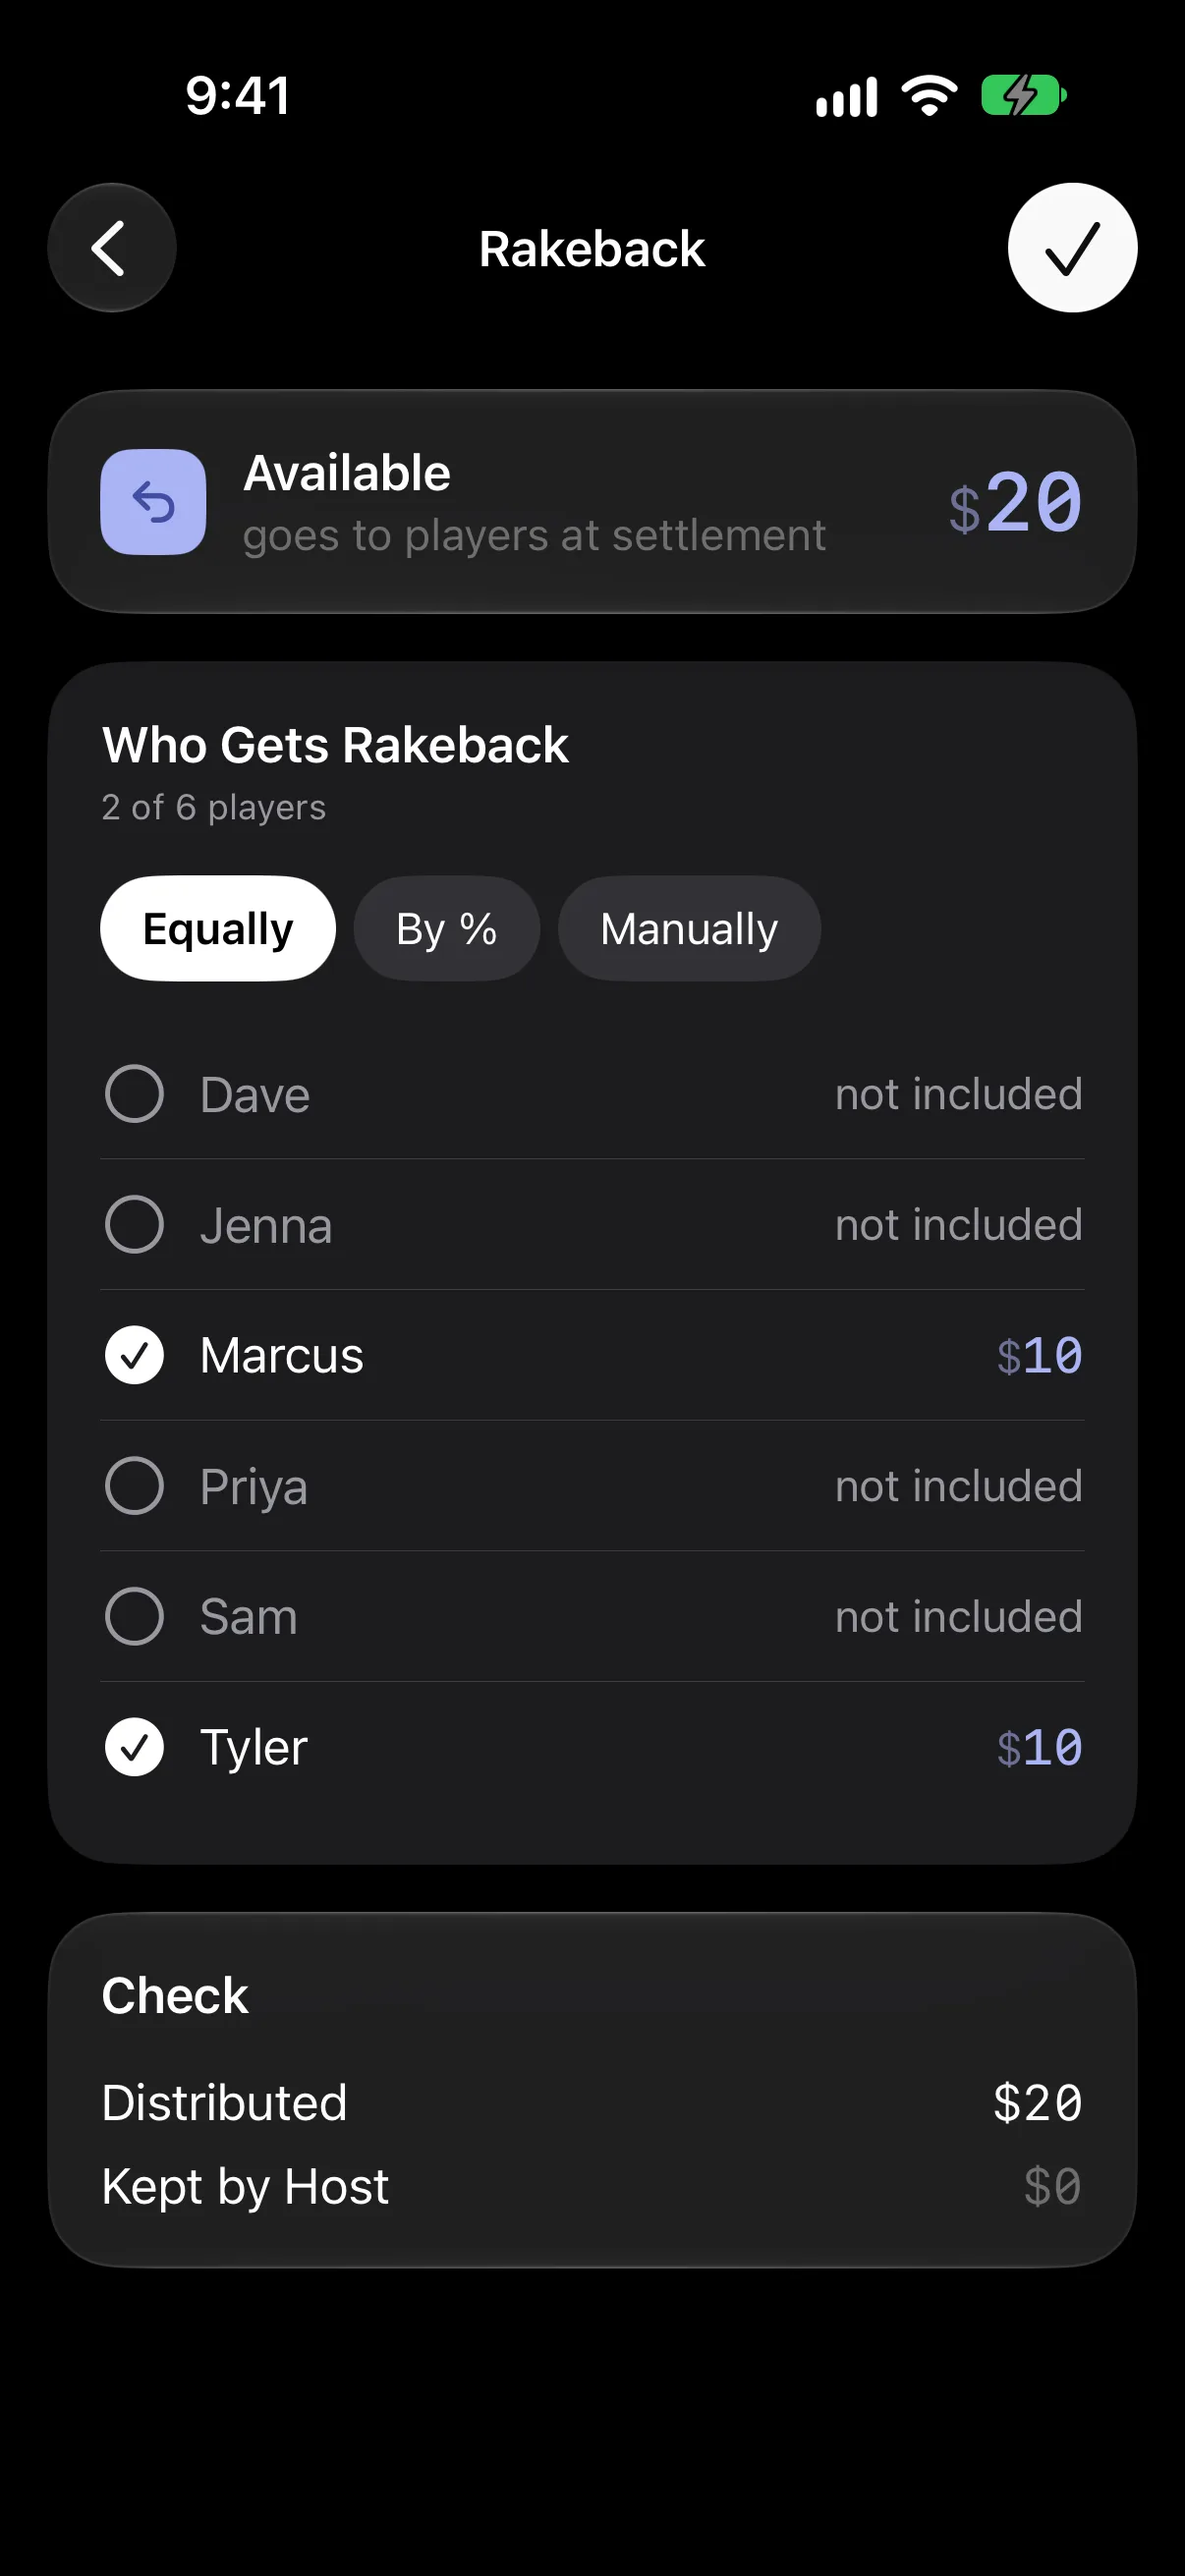 9:41
Rakeback
Available
goes to players at settlement
$20
Who Gets Rakeback
2 of 6 players
Equally By % Manually
Dave not included
Jenna not included
Marcus $10
Priya not included
Sam not included
Tyler $10
Check
Distributed $20
Kept by Host $0